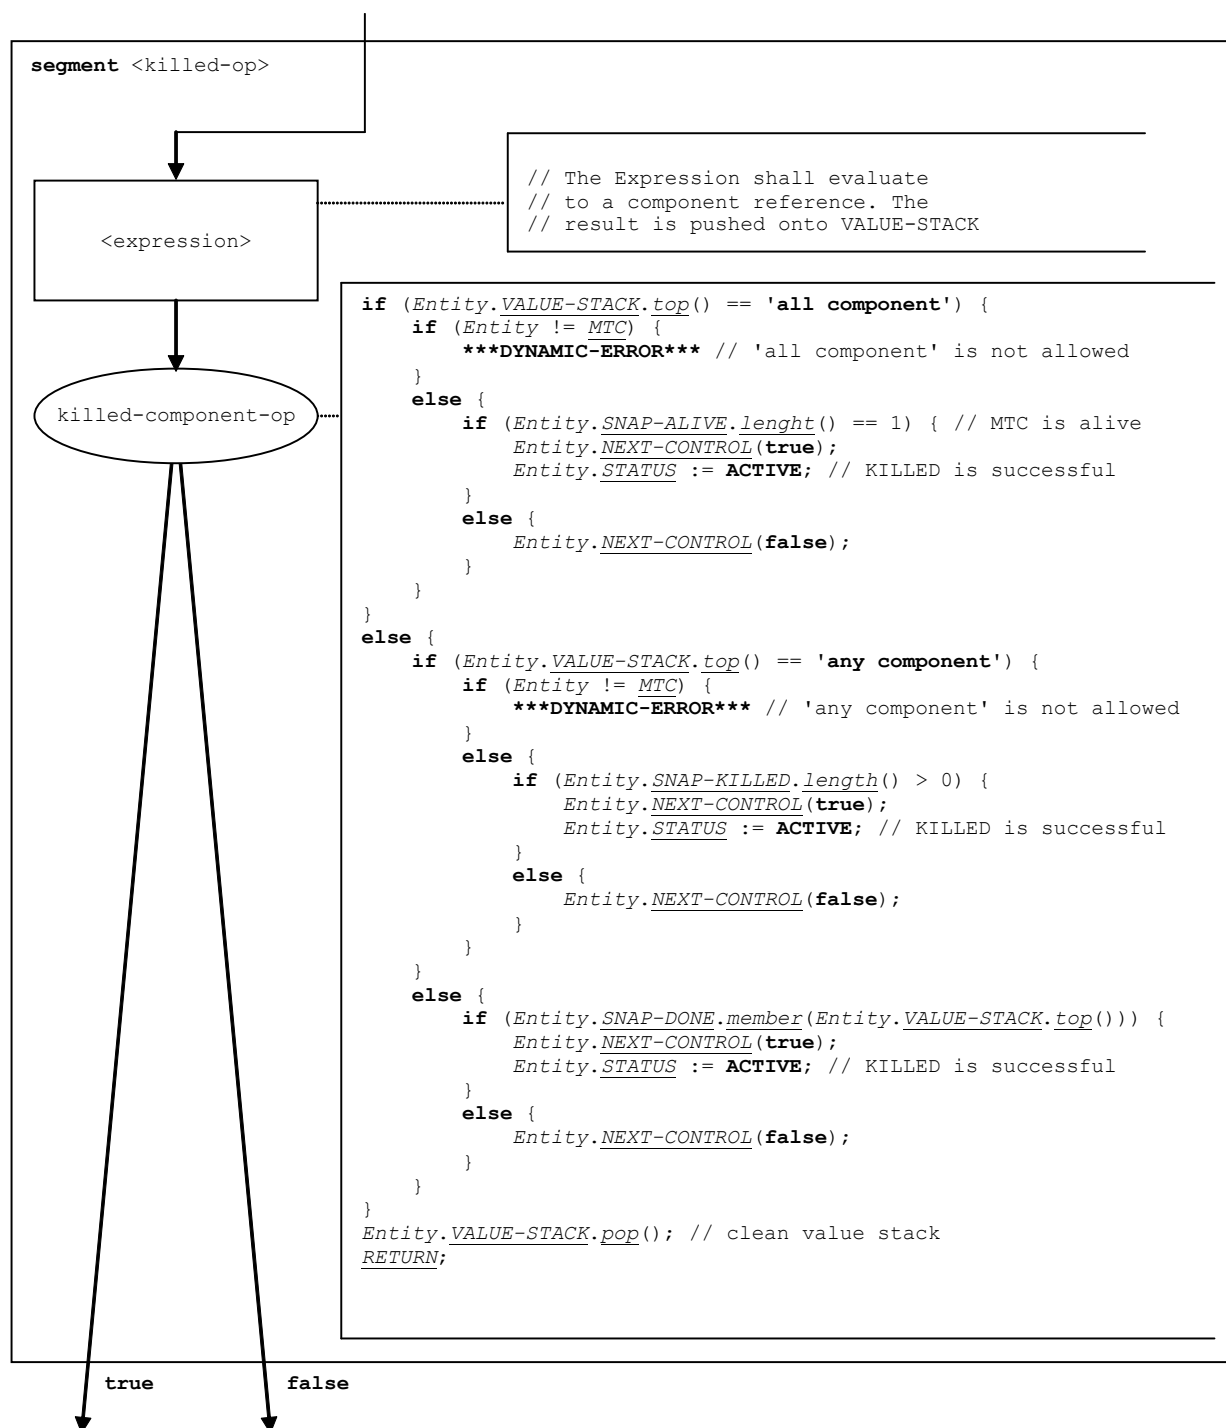 segment <killed-op>
// The Expression shall evaluate
// to a component reference. The
// result is pushed onto VALUE-STACK
<expression>
killed-component-op
if (Entity.VALUE-STACK.top() == 'all component') {
    if (Entity != MTC) {
        ***DYNAMIC-ERROR*** // 'all component' is not allowed
    }
    else {
        if (Entity.SNAP-ALIVE.lenght() == 1) { // MTC is alive
            Entity.NEXT-CONTROL(true);
            Entity.STATUS := ACTIVE; // KILLED is successful
        }
        else {
            Entity.NEXT-CONTROL(false);
        }
    }
}
else {
    if (Entity.VALUE-STACK.top() == 'any component') {
        if (Entity != MTC) {
            ***DYNAMIC-ERROR*** // 'any component' is not allowed
        }
        else {
            if (Entity.SNAP-KILLED.length() > 0) {
                Entity.NEXT-CONTROL(true);
                Entity.STATUS := ACTIVE; // KILLED is successful
            }
            else {
                Entity.NEXT-CONTROL(false);
            }
        }
    }
    else {
        if (Entity.SNAP-DONE.member(Entity.VALUE-STACK.top())) {
            Entity.NEXT-CONTROL(true);
            Entity.STATUS := ACTIVE; // KILLED is successful
        }
        else {
            Entity.NEXT-CONTROL(false);
        }
    }
}
Entity.VALUE-STACK.pop(); // clean value stack
RETURN;
true
false